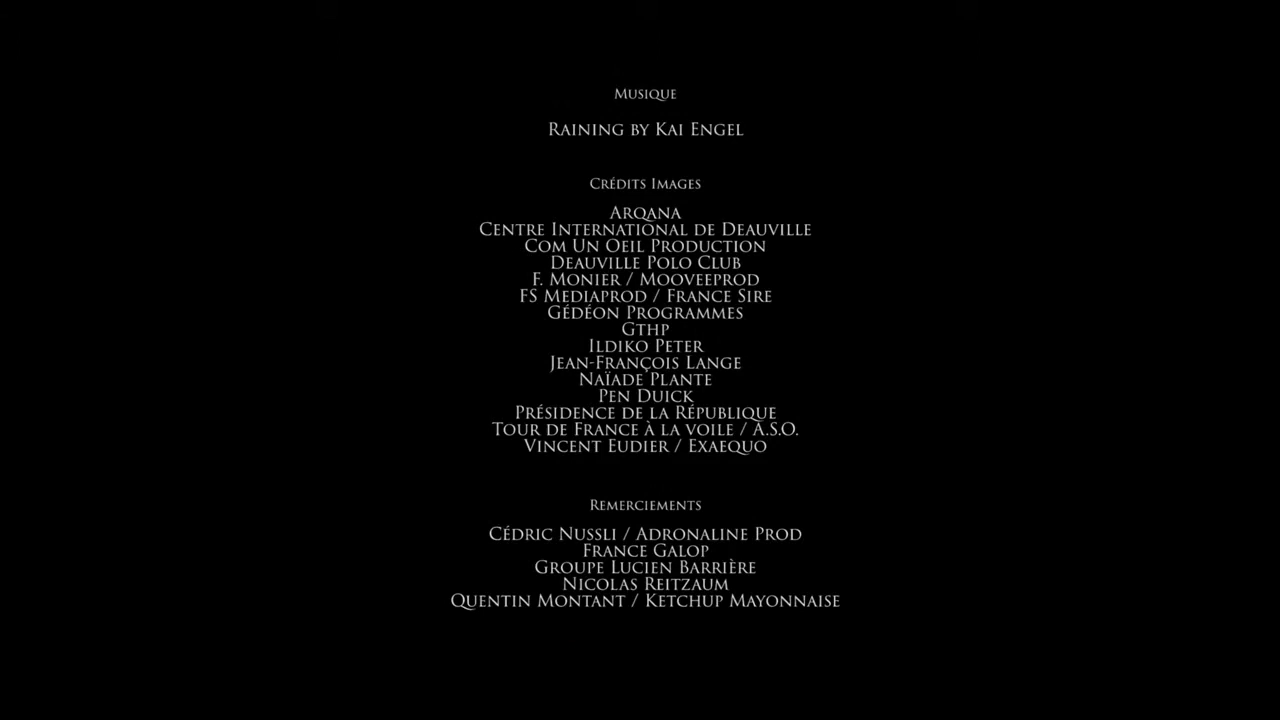 Musique
Raining by Kai Engel
Crédits Images
Arqana
Centre International de Deauville
Com Un Oeil Production
Deauville Polo Club
F. Monier / Mooveeprod
FS Mediaprod / France Sire
Gédéon Programmes
Gthp
Ildiko Peter
Jean-François Lange
Naïade Plante
Pen Duick
Présidence de la République
Tour de France à la voile / A.S.O.
Vincent Eudier / Exaequo
Remerciements
Cédric Nussli / Adronaline Prod
France Galop
Groupe Lucien Barrière
Nicolas Reitzaum
Quentin Montant / Ketchup Mayonnaise